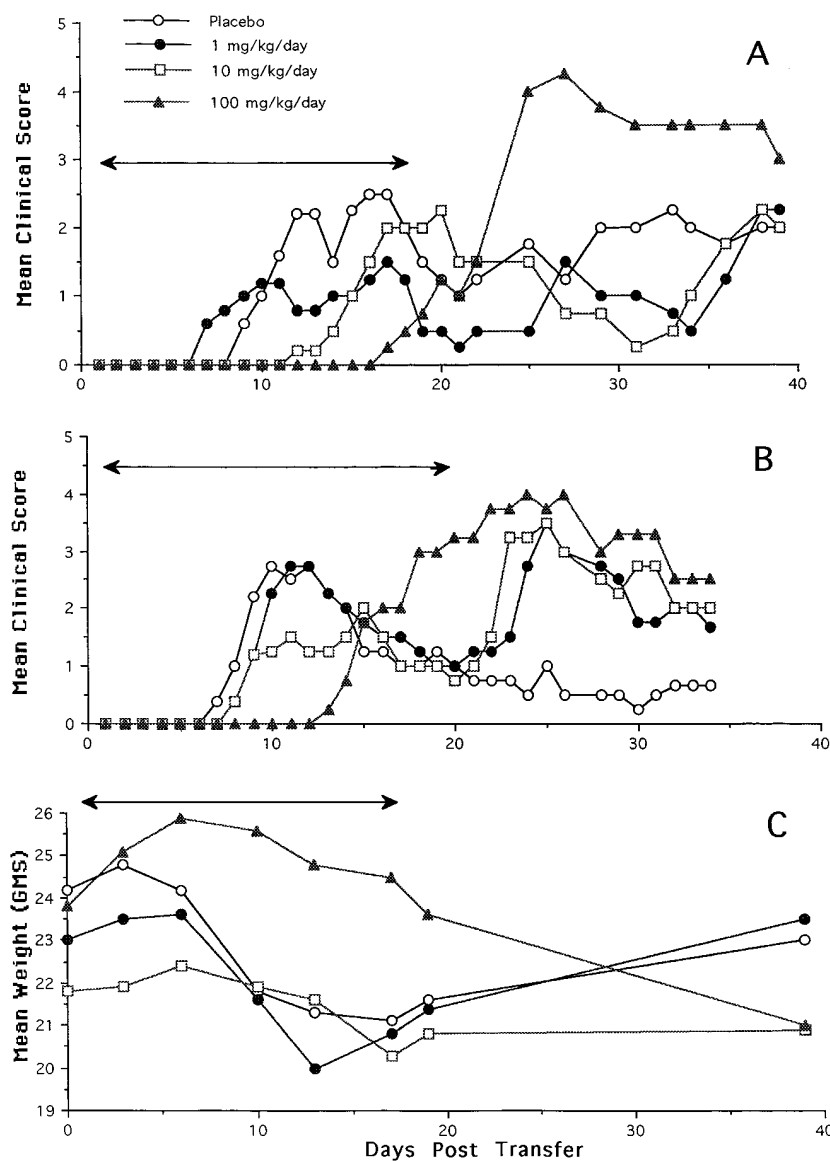 Placebo
1 mg/kg/day
10 mg/kg/day
100 mg/kg/day
A
Mean Clinical Score
5
4
3
2
1
0
0 10 20 30 40
B
Mean Clinical Score
5
4
3
2
1
0
0 10 20 30 40
C
Mean Weight (GMS)
26
25
24
23
22
21
20
19
0 10 20 30 40
Days Post Transfer